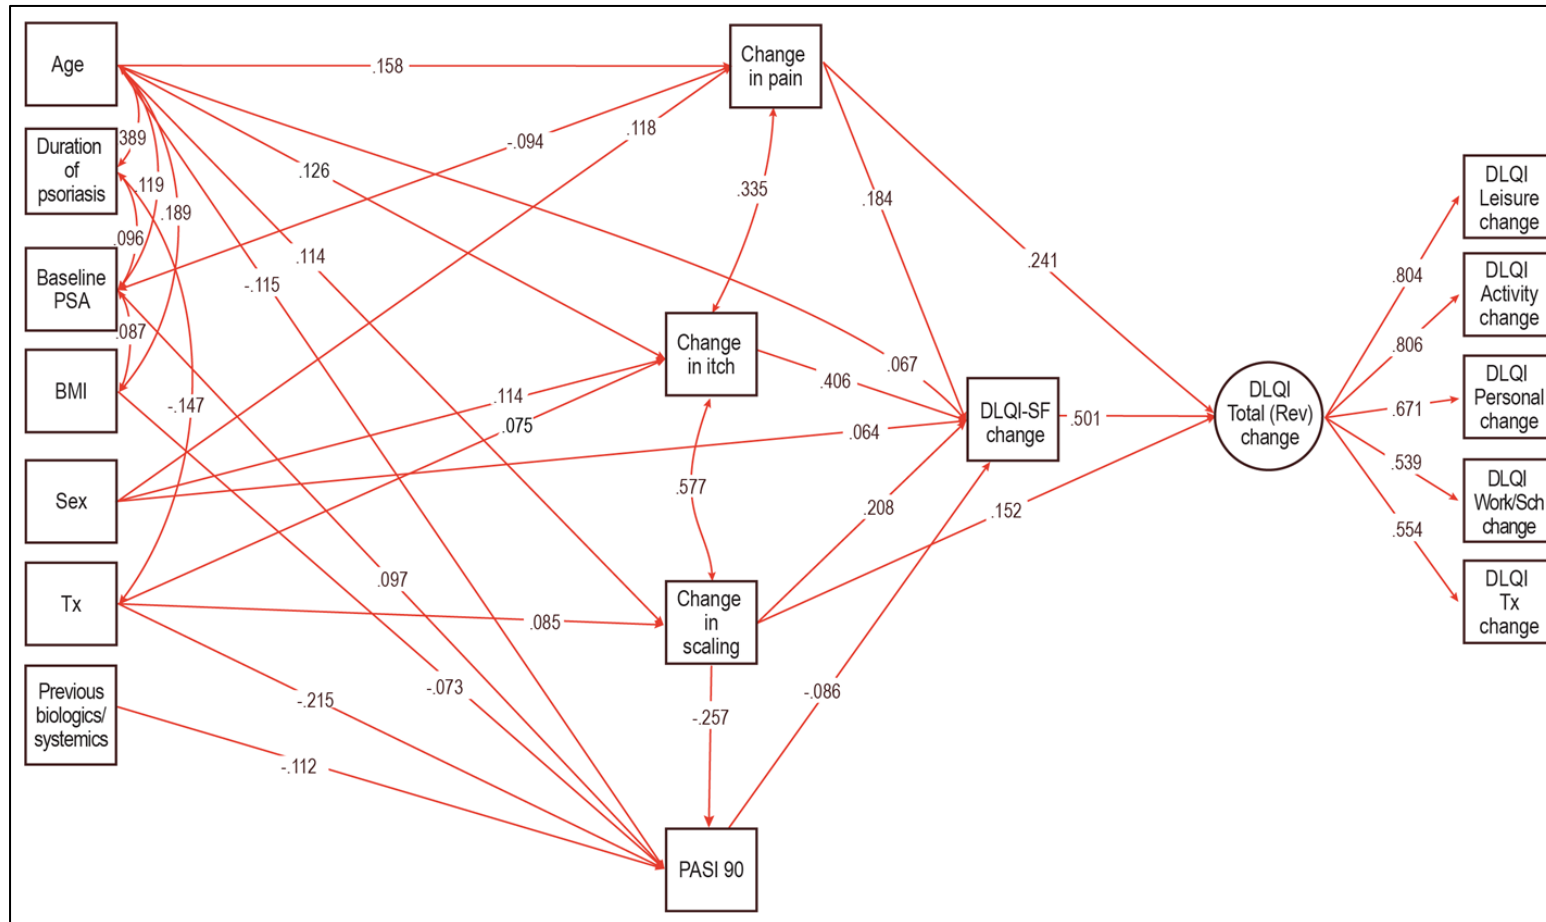 Age
Duration
of
psoriasis
Baseline
PSA
BMI
Sex
Tx
Previous
biologics/
systemics
389
.119
.189
.096
.087
-.147
.158
-.094
.118
.126
.114
-.115
.114
.075
.097
.085
-.073
-.215
-.112
Change
in pain
.335
Change
in itch
.577
Change
in
scaling
-.257
PASI 90
.184
.241
.067
.406
.064
.208
.152
-.086
DLQI-SF
change
.501
DLQI
Total (Rev)
change
.804
.806
.671
.539
.554
DLQI
Leisure
change
DLQI
Activity
change
DLQI
Personal
change
DLQI
Work/Sch
change
DLQI
Tx
change